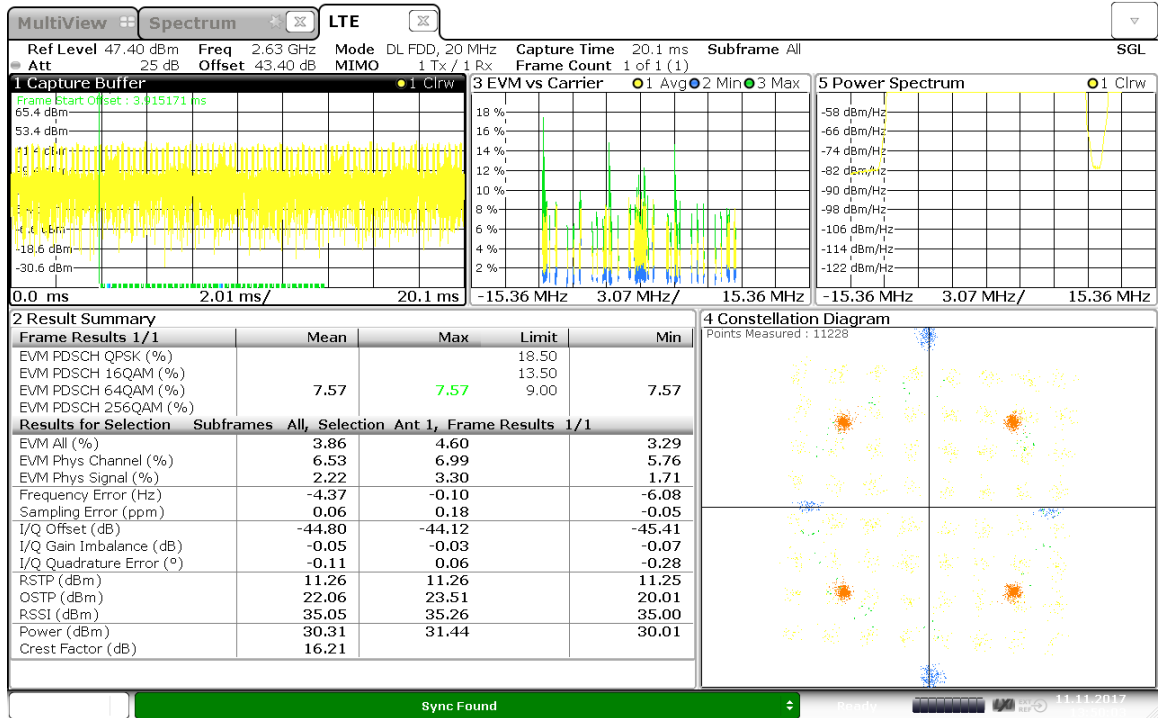 MultiView Spectrum LTE
Ref Level 47.40 dBm Freq 2.63 GHz Mode DL FDD, 20 MHz Capture Time 20.1 ms Subframe All SGL
Att 25 dB Offset 43.40 dB MIMO 1 Tx / 1 Rx Frame Count 1 of 1 (1)
1 Capture Buffer 1 Clrw
Frame Start Offset : 3.915171 ms
65.4 dBm
53.4 dBm
-18.6 dBm
-30.6 dBm
0.0 ms 2.01 ms/ 20.1 ms
3 EVM vs Carrier 1 Avg 2 Min 3 Max
18 %
16 %
14 %
12 %
10 %
8 %
6 %
4 %
2 %
-15.36 MHz 3.07 MHz/ 15.36 MHz
5 Power Spectrum 1 Clrw
-58 dBm/Hz
-66 dBm/Hz
-74 dBm/Hz
-82 dBm/Hz
-90 dBm/Hz
-98 dBm/Hz
-106 dBm/Hz
-114 dBm/Hz
-122 dBm/Hz
-15.36 MHz 3.07 MHz/ 15.36 MHz
2 Result Summary
Frame Results 1/1 Mean Max Limit Min
EVM PDSCH QPSK (%) 18.50
EVM PDSCH 16QAM (%) 13.50
EVM PDSCH 64QAM (%) 7.57 7.57 9.00 7.57
EVM PDSCH 256QAM (%)
Results for Selection Subframes All, Selection Ant 1, Frame Results 1/1
EVM All (%) 3.86 4.60 3.29
EVM Phys Channel (%) 6.53 6.99 5.76
EVM Phys Signal (%) 2.22 3.30 1.71
Frequency Error (Hz) -4.37 -0.10 -6.08
Sampling Error (ppm) 0.06 0.18 -0.05
I/Q Offset (dB) -44.80 -44.12 -45.41
I/Q Gain Imbalance (dB) -0.05 -0.03 -0.07
I/Q Quadrature Error (°) -0.11 0.06 -0.28
RSTP (dBm) 11.26 11.26 11.25
OSTP (dBm) 22.06 23.51 20.01
RSSI (dBm) 35.05 35.26 35.00
Power (dBm) 30.31 31.44 30.01
Crest Factor (dB) 16.21
4 Constellation Diagram
Points Measured : 11228
Sync Found
Ready
11.11.2017